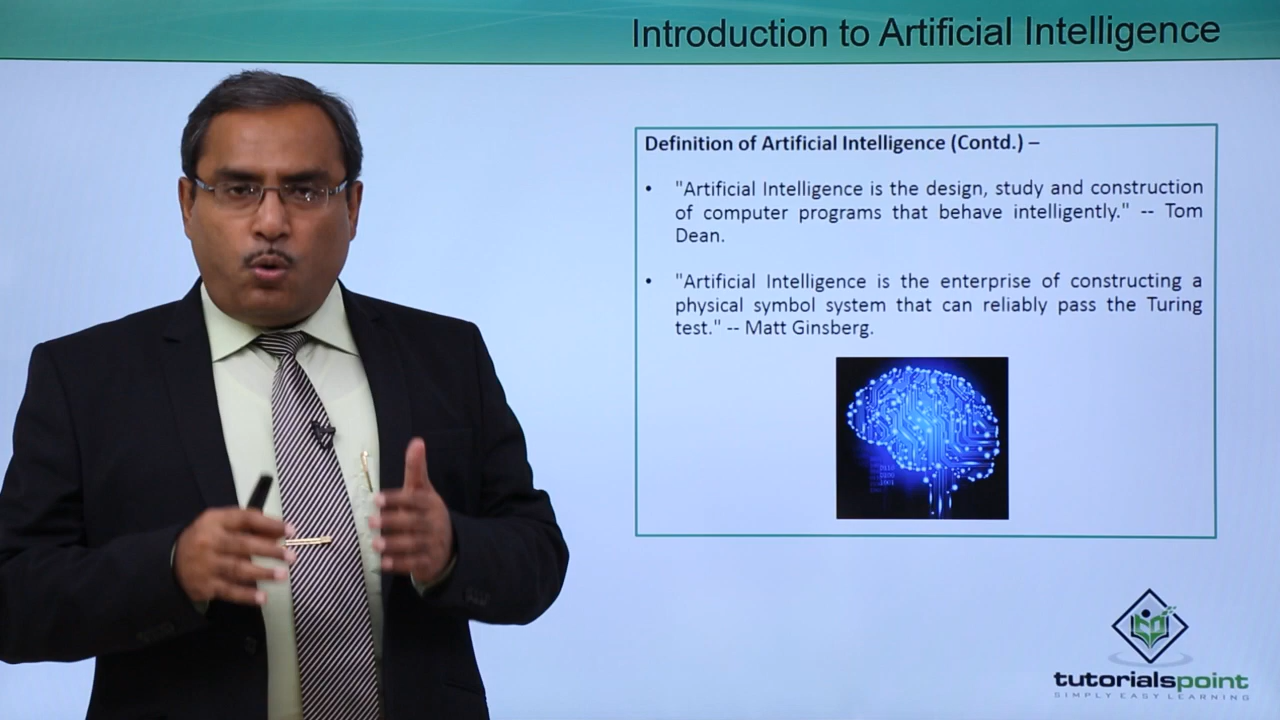 Introduction to Artificial Intelligence
Definition of Artificial Intelligence (Contd.) –
• "Artificial Intelligence is the design, study and construction
of computer programs that behave intelligently." -- Tom
Dean.
• "Artificial Intelligence is the enterprise of constructing a
physical symbol system that can reliably pass the Turing
test." -- Matt Ginsberg.
tutorialspoint
SIMPLY EASY LEARNING